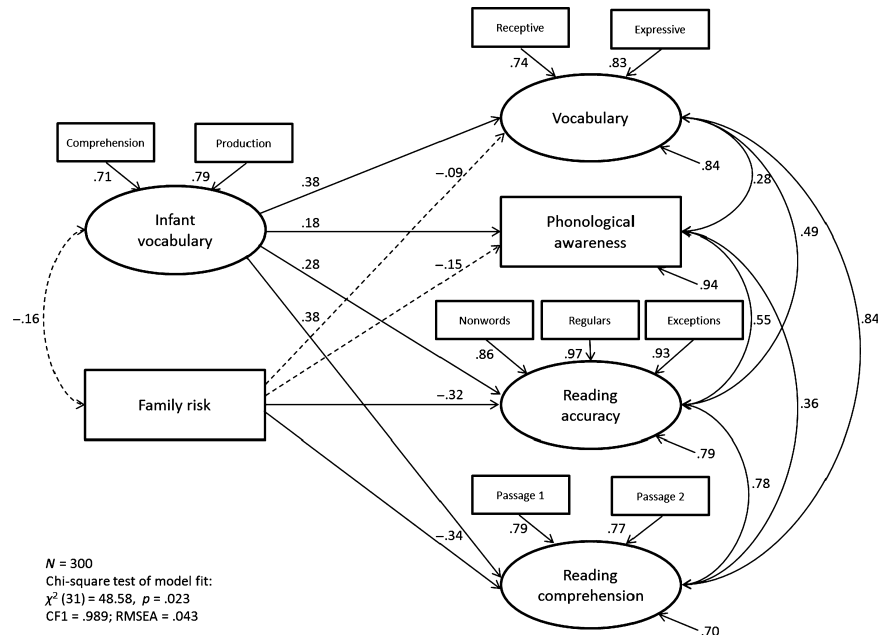 Receptive
Expressive
.74
.83
Vocabulary
.84
Comprehension
Production
.71
.79
Infant
vocabulary
.38
–.09
.28
.18
Phonological
awareness
.49
.28
–.15
.94
–.16
.38
Nonwords
Regulars
Exceptions
.55
.84
.86
.97
.93
Family risk
–.32
Reading
accuracy
.36
.79
.78
Passage 1
Passage 2
–.34
.79
.77
Reading
comprehension
.70
N = 300
Chi-square test of model fit:
χ² (31) = 48.58, p = .023
CF1 = .989; RMSEA = .043